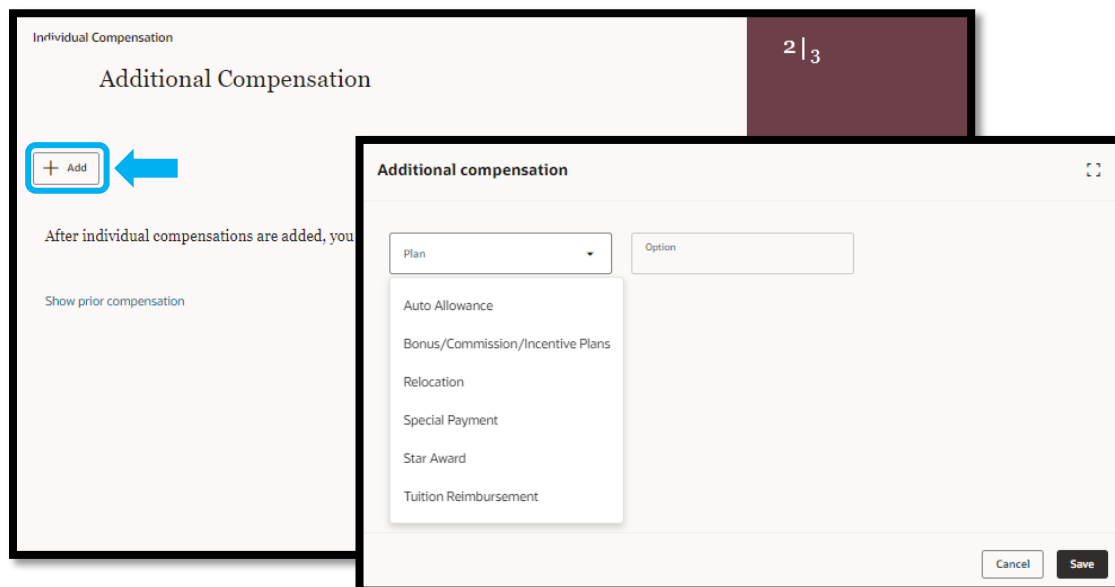 Individual Compensation
Additional Compensation
2|3
+ Add
After individual compensations are added, you
Show prior compensation
Additional compensation
Plan
Option
Auto Allowance
Bonus/Commission/Incentive Plans
Relocation
Special Payment
Star Award
Tuition Reimbursement
Cancel
Save